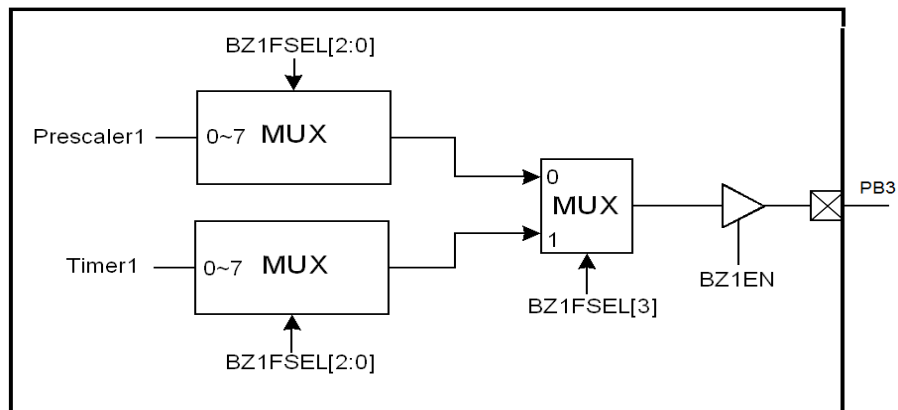 BZ1FSEL[2:0]
Prescaler1
0~7 MUX
0
MUX
1
PB3
Timer1
0~7 MUX
BZ1EN
BZ1FSEL[3]
BZ1FSEL[2:0]